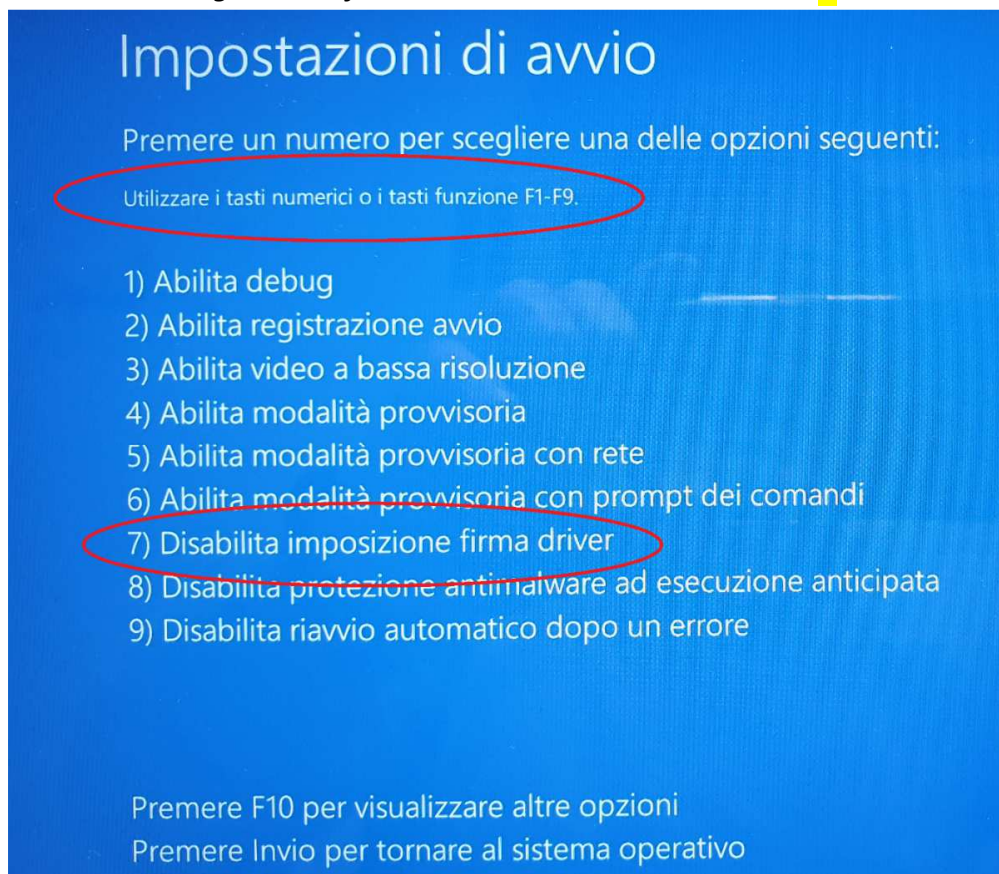 Impostazioni di avvio
Premere un numero per scegliere una delle opzioni seguenti:
Utilizzare i tasti numerici o i tasti funzione F1-F9.
1) Abilita debug
2) Abilita registrazione avvio
3) Abilita video a bassa risoluzione
4) Abilita modalità provvisoria
5) Abilita modalità provvisoria con rete
6) Abilita modalità provvisoria con prompt dei comandi
7) Disabilita imposizione firma driver
8) Disabilita protezione antimalware ad esecuzione anticipata
9) Disabilita riavvio automatico dopo un errore
Premere F10 per visualizzare altre opzioni
Premere Invio per tornare al sistema operativo